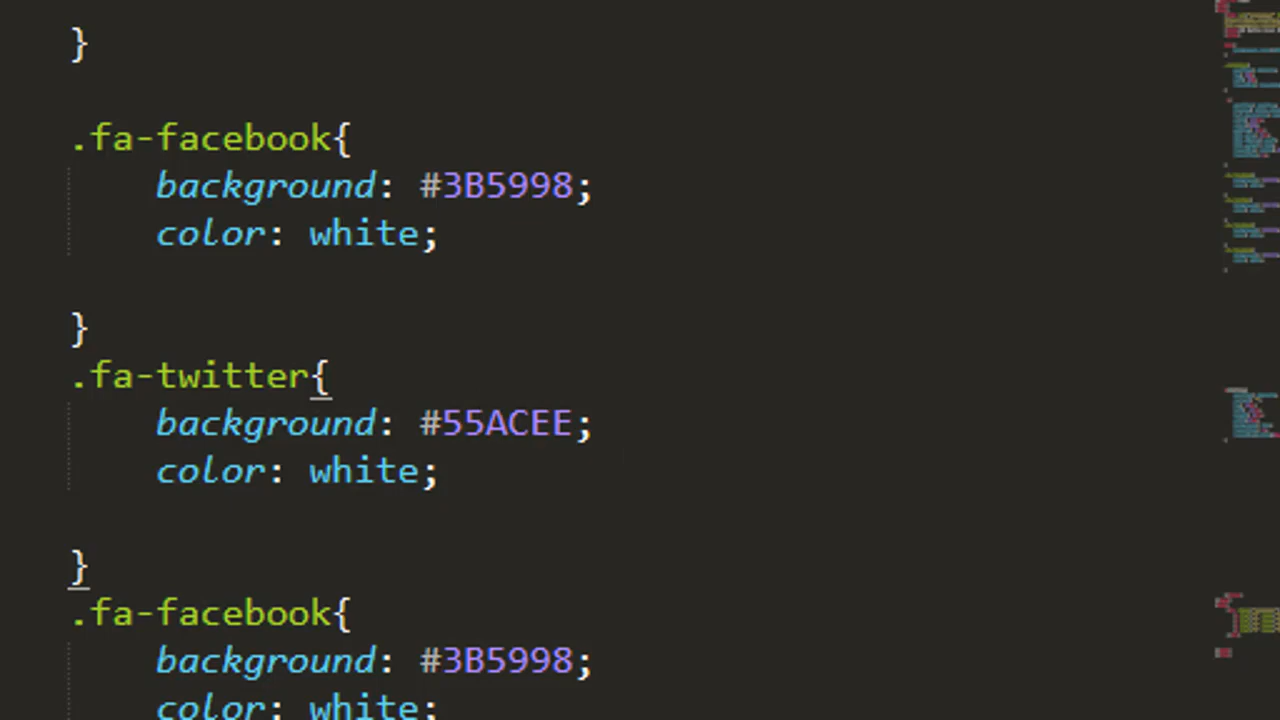 }
.fa-facebook{
background: #3B5998;
color: white;
}
.fa-twitter{
background: #55ACEE;
color: white;
}
.fa-facebook{
background: #3B5998;
color: white;